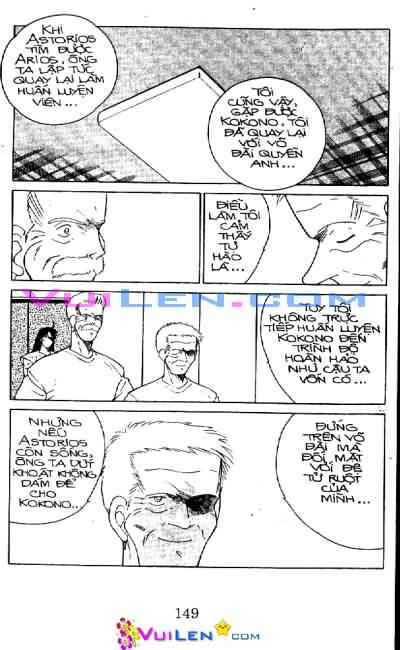 KHI
ASTORIOS
TÌM ĐƯỢC
ARIOS, ÔNG
TA LẬP TỨC
QUAY LẠI LÀM
HUẤN LUYỆN
VIÊN...
TÔI
CŨNG VẬY,
GẶP ĐƯỢC
KOKONO, TÔI
ĐÃ QUAY LẠI
VỚI VÕ
ĐÀI QUYỀN
ANH...
ĐIỀU
LÀM TÔI
CẢM
THẤY
TỰ
HÀO
LÀ...
TUY TÔI
KHÔNG TRỰC
TIẾP HUẤN LUYỆN
KOKONO ĐẾN
TRÌNH ĐỘ
HOÀN HẢO
NHƯ CẬU TA
VỐN CÓ...
VUILEN.COM
NHƯNG
NẾU
ASTORIOS
CÒN SỐNG,
ÔNG TA DỨT
KHOÁT KHÔNG
DÁM ĐỂ
CHO
KOKONO...
ĐỨNG
TRÊN VÕ
ĐÀI MÀ
ĐỐI MẶT
VỚI ĐỆ
TỬ RUỘT
CỦA
MÌNH...
149
VUILEN.COM